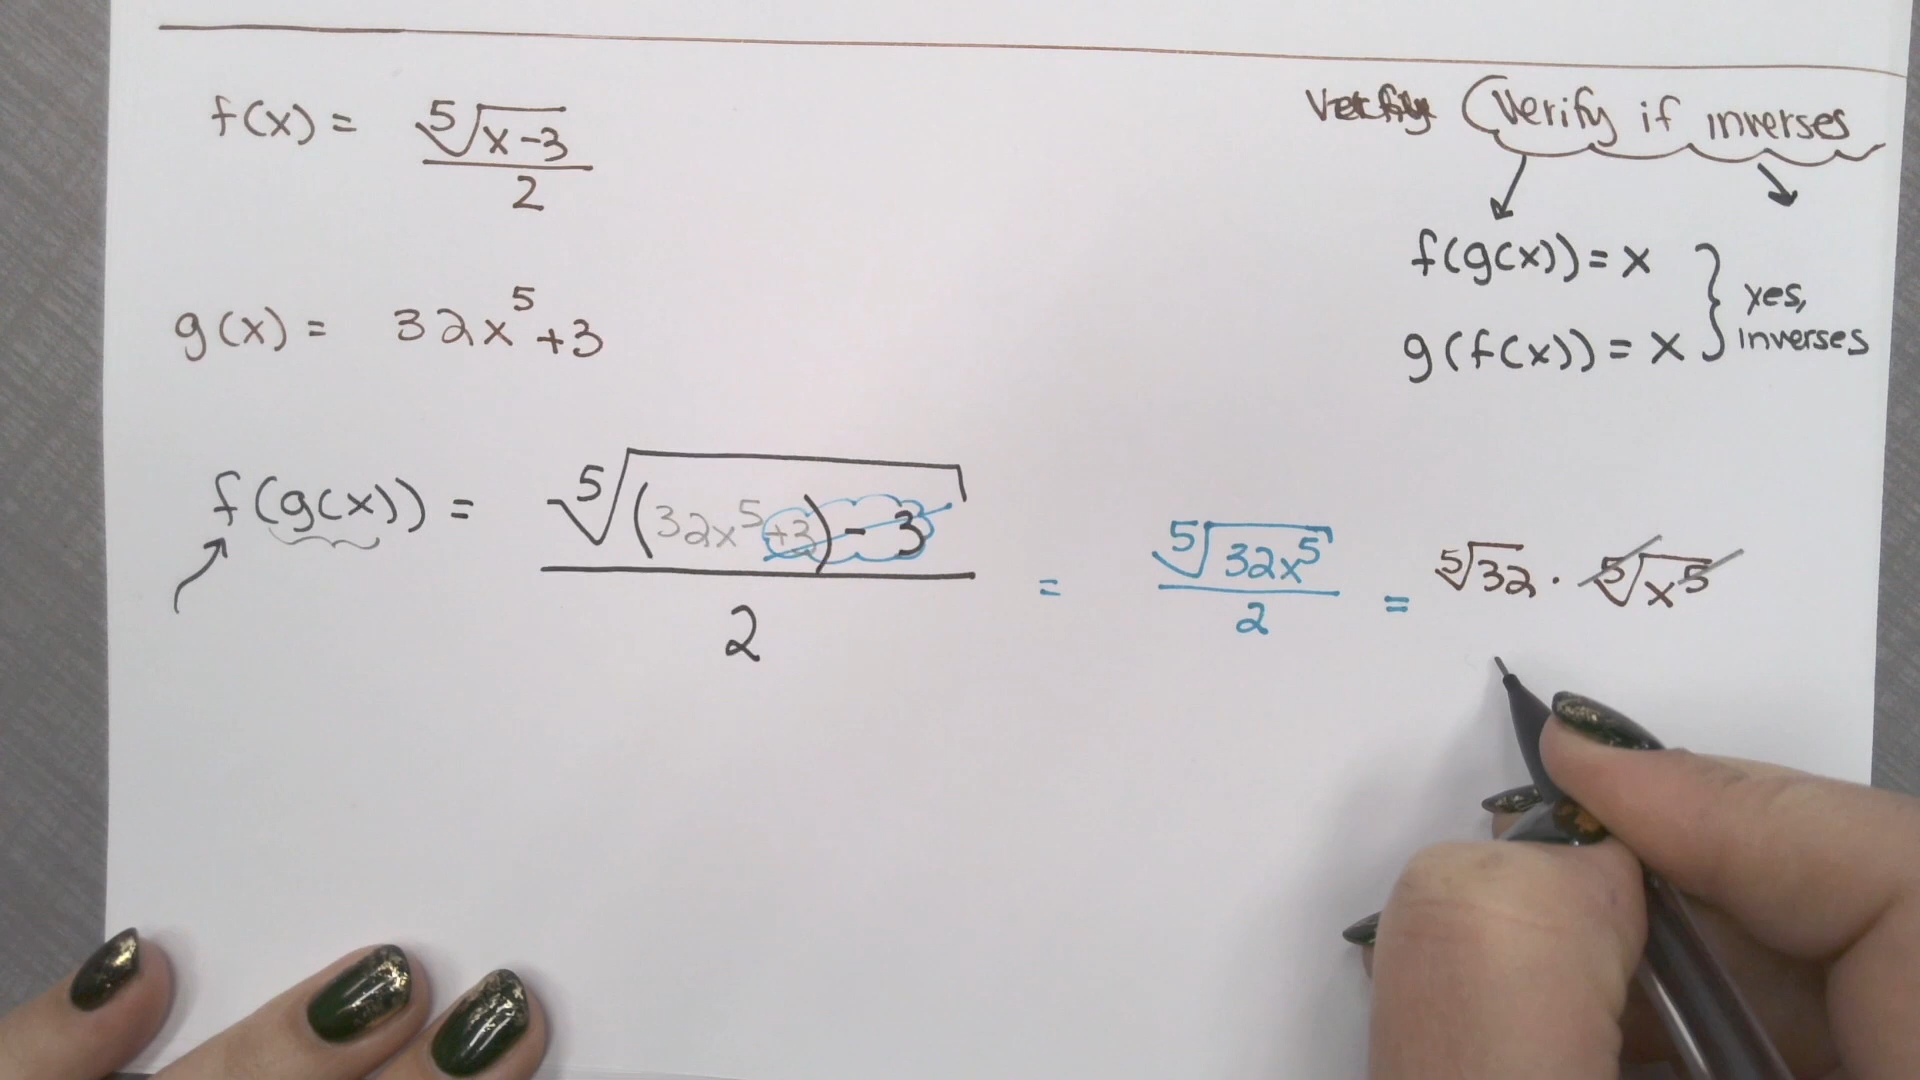 f(x) = ⁵√(x-3) / 2
Verify if inverses
f(g(x)) = x
g(x) = 32x⁵+3
yes,
inverses
g(f(x)) = x
f(g(x)) = ⁵√((32x⁵+3) - 3) / 2 = ⁵√(32x⁵) / 2 = ⁵√32 · ⁵√x⁵